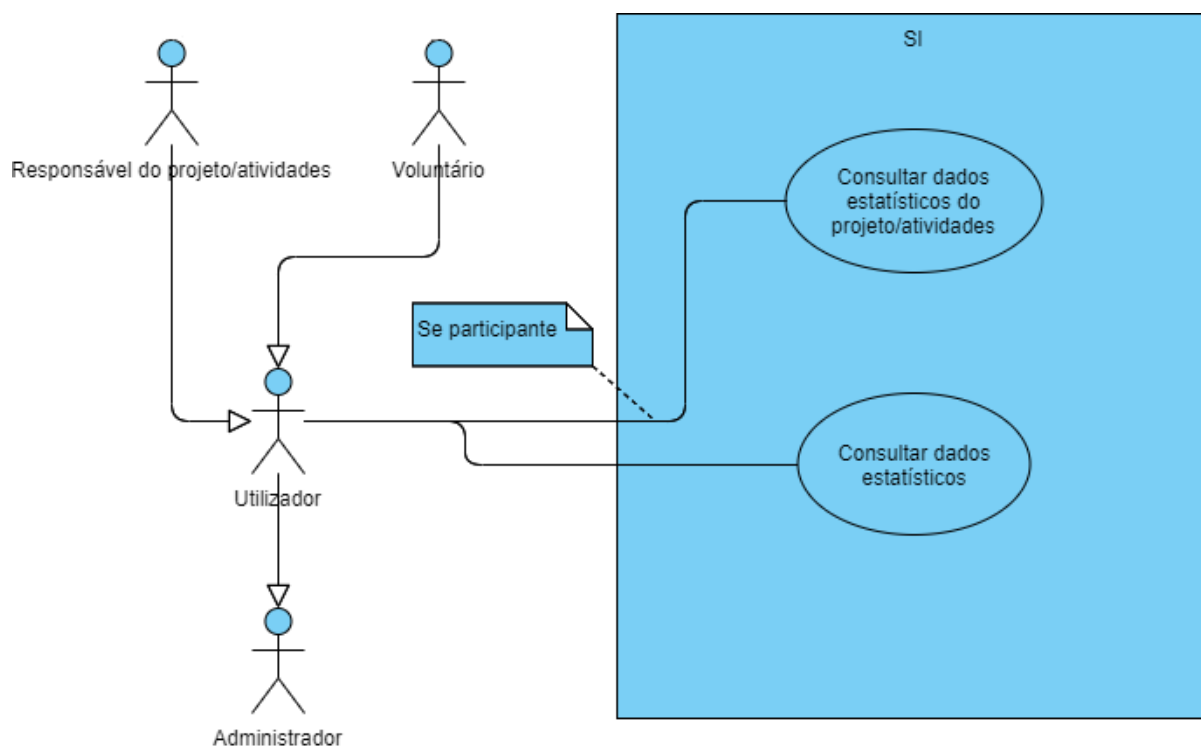 SI
Responsável do projeto/atividades
Voluntário
Consultar dados
estatísticos do
projeto/atividades
Se participante
Utilizador
Consultar dados
estatísticos
Administrador